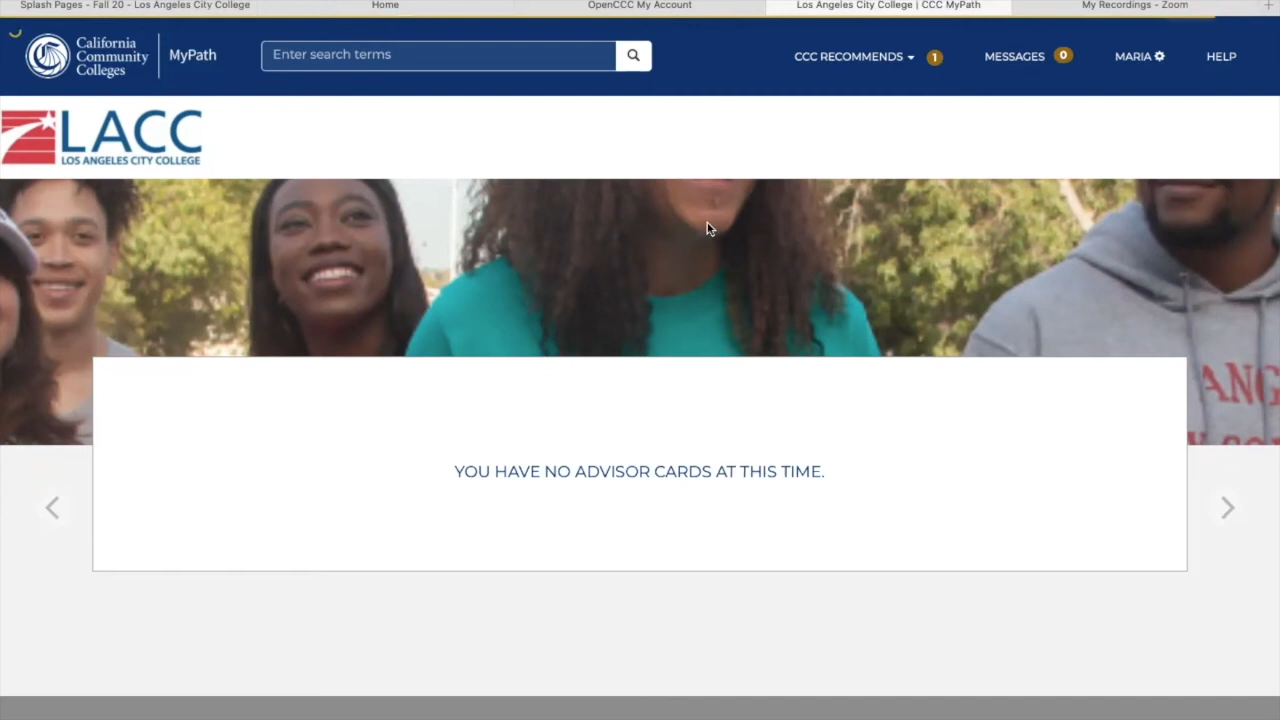 Splash Pages - Fall 20 - Los Angeles City College
Home
OpenCCC My Account
Los Angeles City College | CCC MyPath
My Recordings - Zoom
California
Community
Colleges
MyPath
Enter search terms
CCC RECOMMENDS
1
MESSAGES
0
MARIA
HELP
LACC
LOS ANGELES CITY COLLEGE
ANG
YOU HAVE NO ADVISOR CARDS AT THIS TIME.